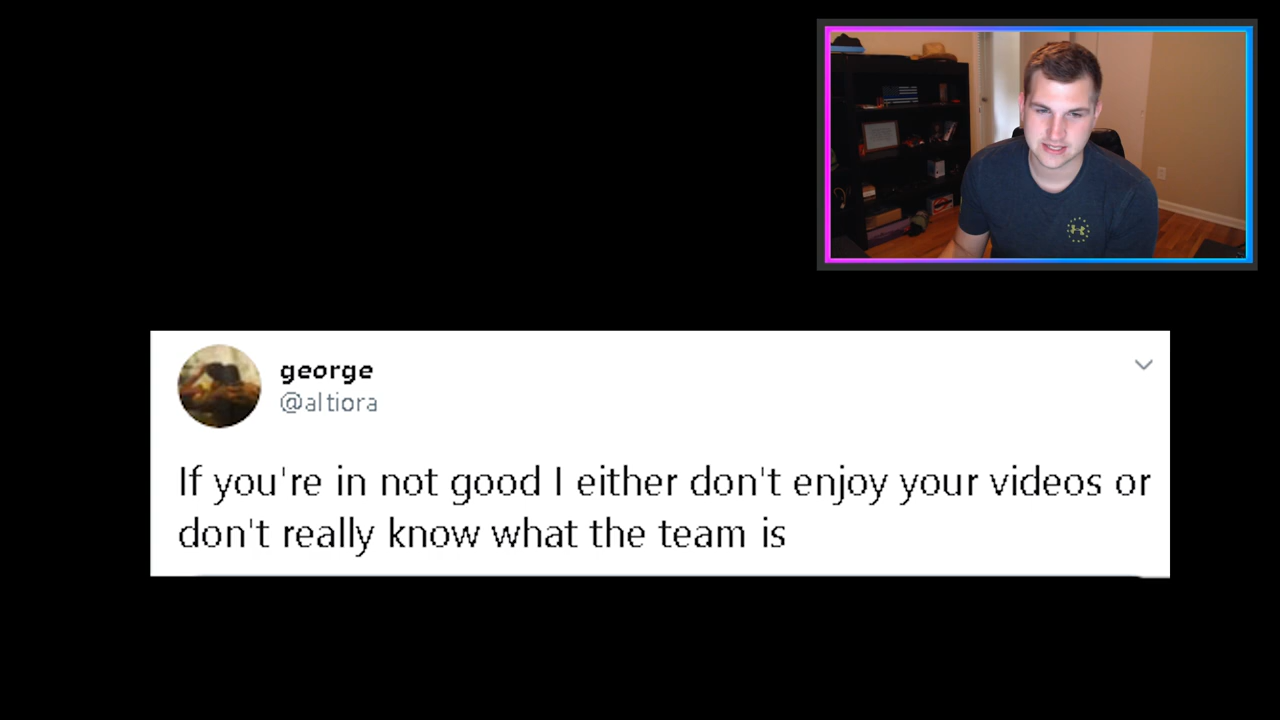 george
@altiora
If you're in not good I either don't enjoy your videos or
don't really know what the team is